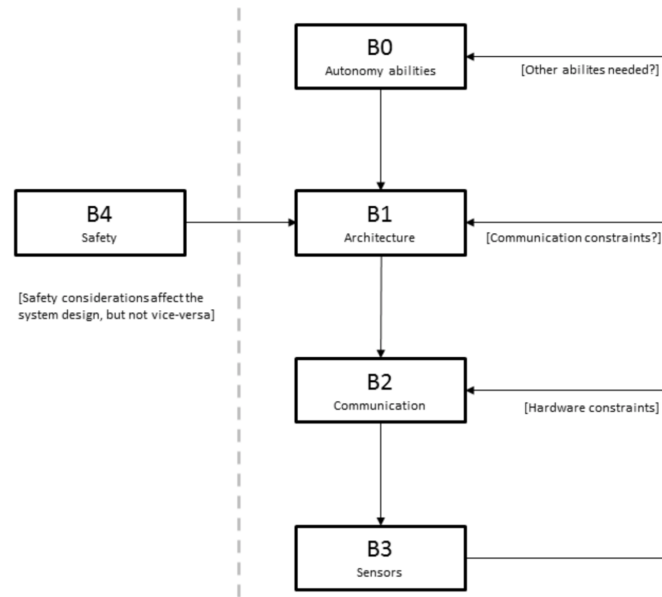 B0
Autonomy abilities
[Other abilites needed?]
B4
Safety
B1
Architecture
[Communication constraints?]
[Safety considerations affect the
system design, but not vice-versa]
B2
Communication
[Hardware constraints]
B3
Sensors